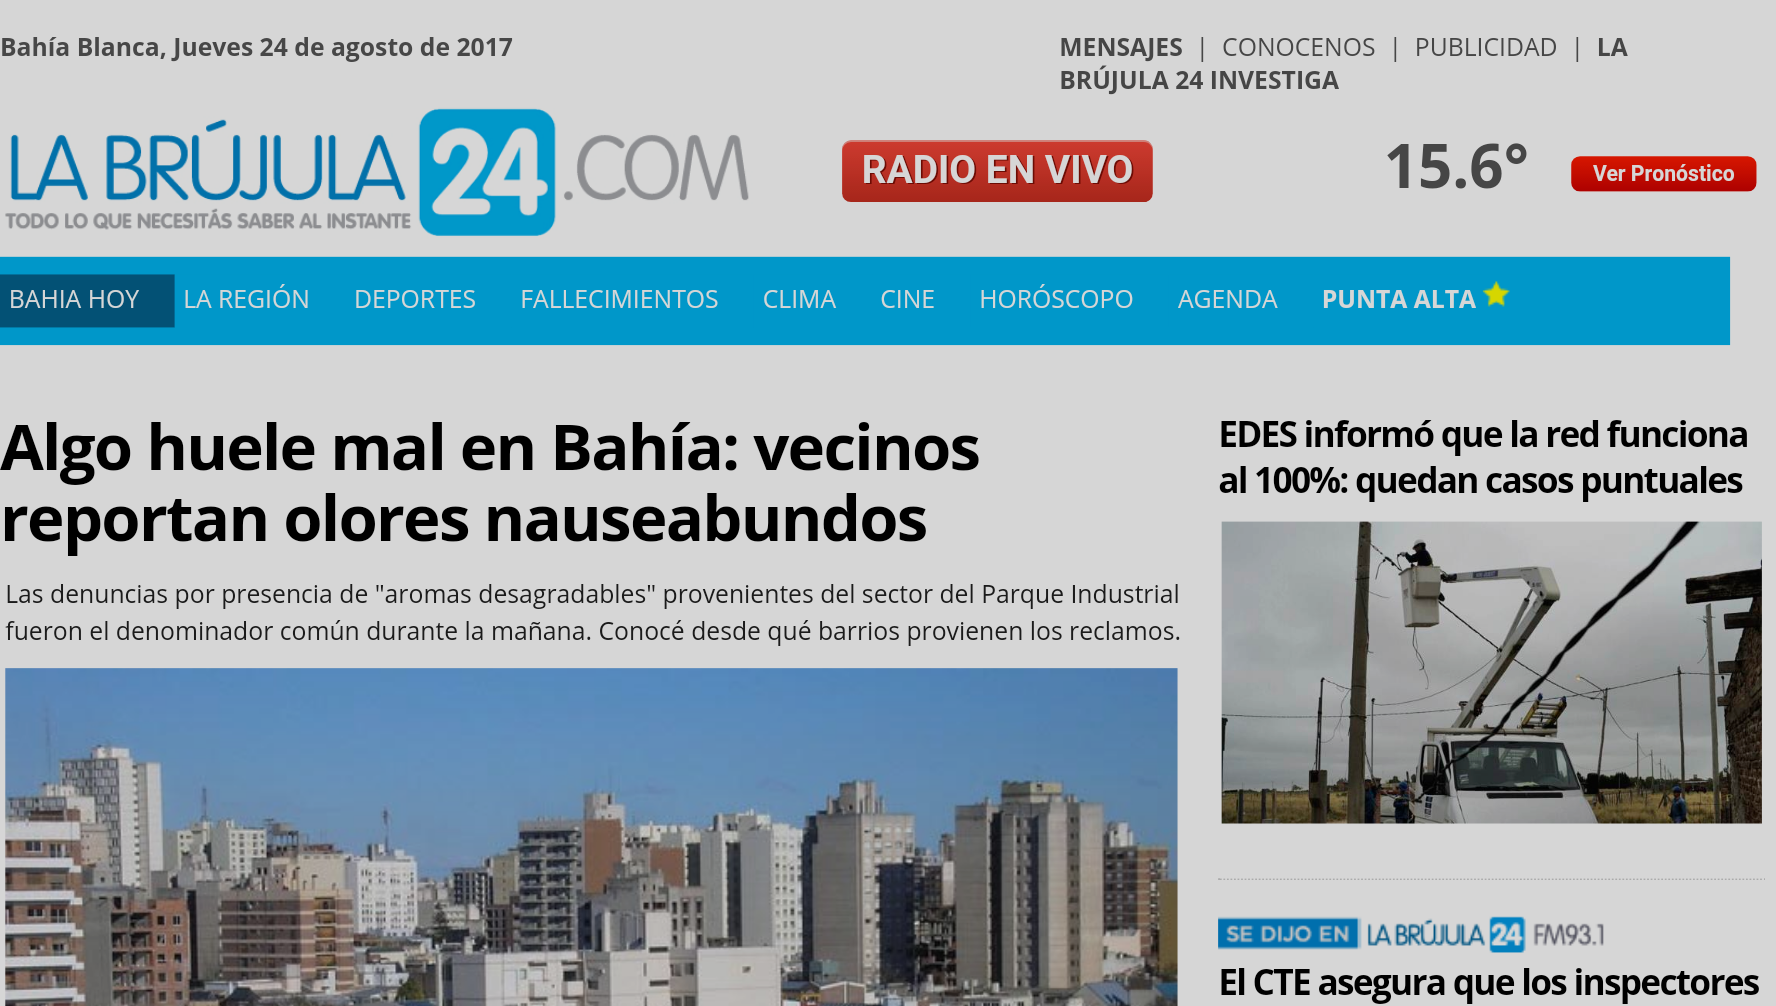 Bahía Blanca, Jueves 24 de agosto de 2017
MENSAJES | CONOCENOS | PUBLICIDAD | LA
BRÚJULA 24 INVESTIGA
LA BRÚJULA 24.COM
TODO LO QUE NECESITÁS SABER AL INSTANTE
RADIO EN VIVO
15.6°
Ver Pronóstico
BAHIA HOY LA REGIÓN DEPORTES FALLECIMIENTOS CLIMA CINE HORÓSCOPO AGENDA PUNTA ALTA
Algo huele mal en Bahía: vecinos
reportan olores nauseabundos
Las denuncias por presencia de "aromas desagradables" provenientes del sector del Parque Industrial
fueron el denominador común durante la mañana. Conocé desde qué barrios provienen los reclamos.
EDES informó que la red funciona
al 100%: quedan casos puntuales
SE DIJO EN LA BRÚJULA 24 FM93.1
El CTE asegura que los inspectores